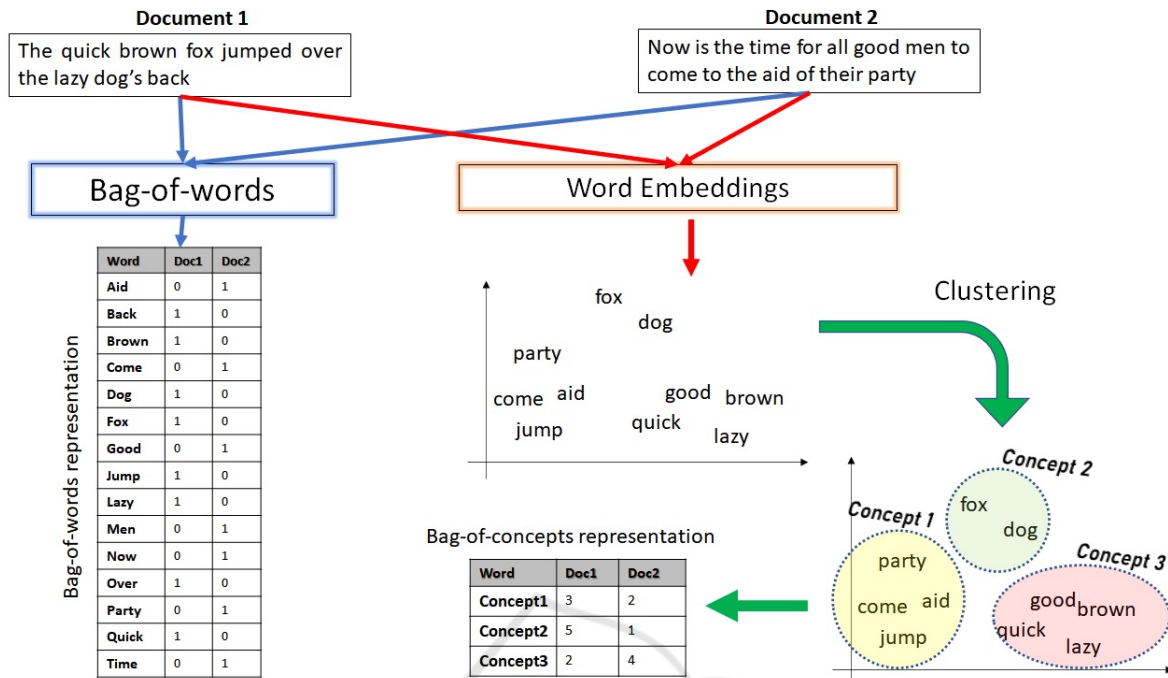 Document 1
The quick brown fox jumped over
the lazy dog's back
Document 2
Now is the time for all good men to
come to the aid of their party
Bag-of-words
Word Embeddings
Bag-of-words representation
Word Doc1 Doc2
Aid 0 1
Back 1 0
Brown 1 0
Come 0 1
Dog 1 0
Fox 1 0
Good 0 1
Jump 1 0
Lazy 1 0
Men 0 1
Now 0 1
Over 1 0
Party 0 1
Quick 1 0
Time 0 1
fox
dog
party
come aid
jump
good brown
quick
lazy
Clustering
Concept 1
party
come aid
jump
Concept 2
fox
dog
Concept 3
good brown
quick
lazy
Bag-of-concepts representation
Word Doc1 Doc2
Concept1 3 2
Concept2 5 1
Concept3 2 4